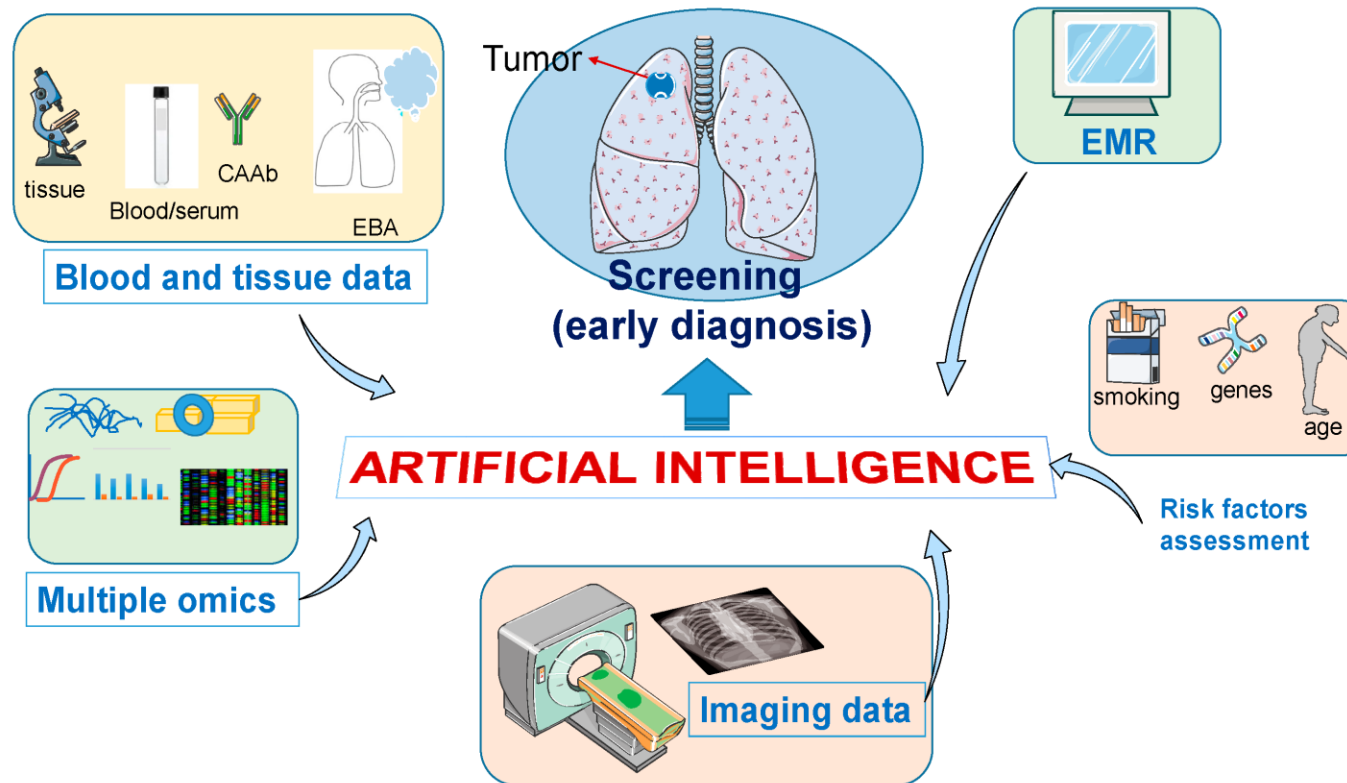 tissue
Blood/serum
CAAb
EBA
Blood and tissue data
Tumor
Screening
(early diagnosis)
EMR
smoking
genes
age
ARTIFICIAL INTELLIGENCE
Risk factors
assessment
Multiple omics
Imaging data